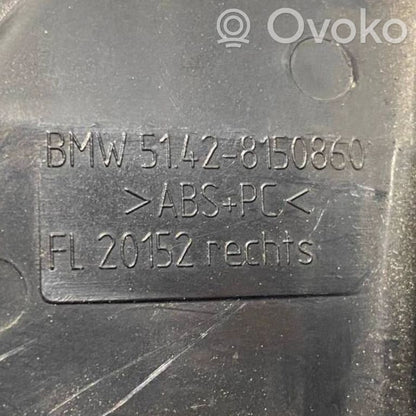 Ovoko
BMW 51.42-8150860
>ABS+PC<
FL 20152 rechts